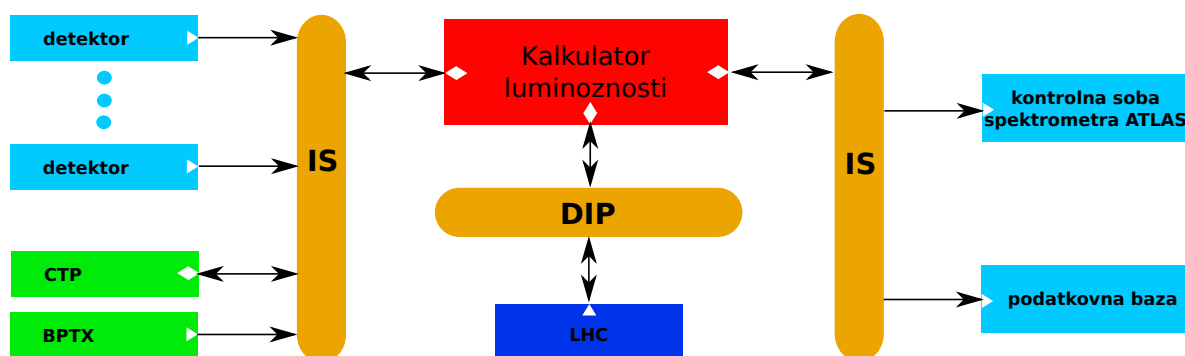 detektor
detektor
CTP
BPTX
IS
Kalkulator
luminoznosti
DIP
LHC
IS
kontrolna soba
spektrometra ATLAS
podatkovna baza